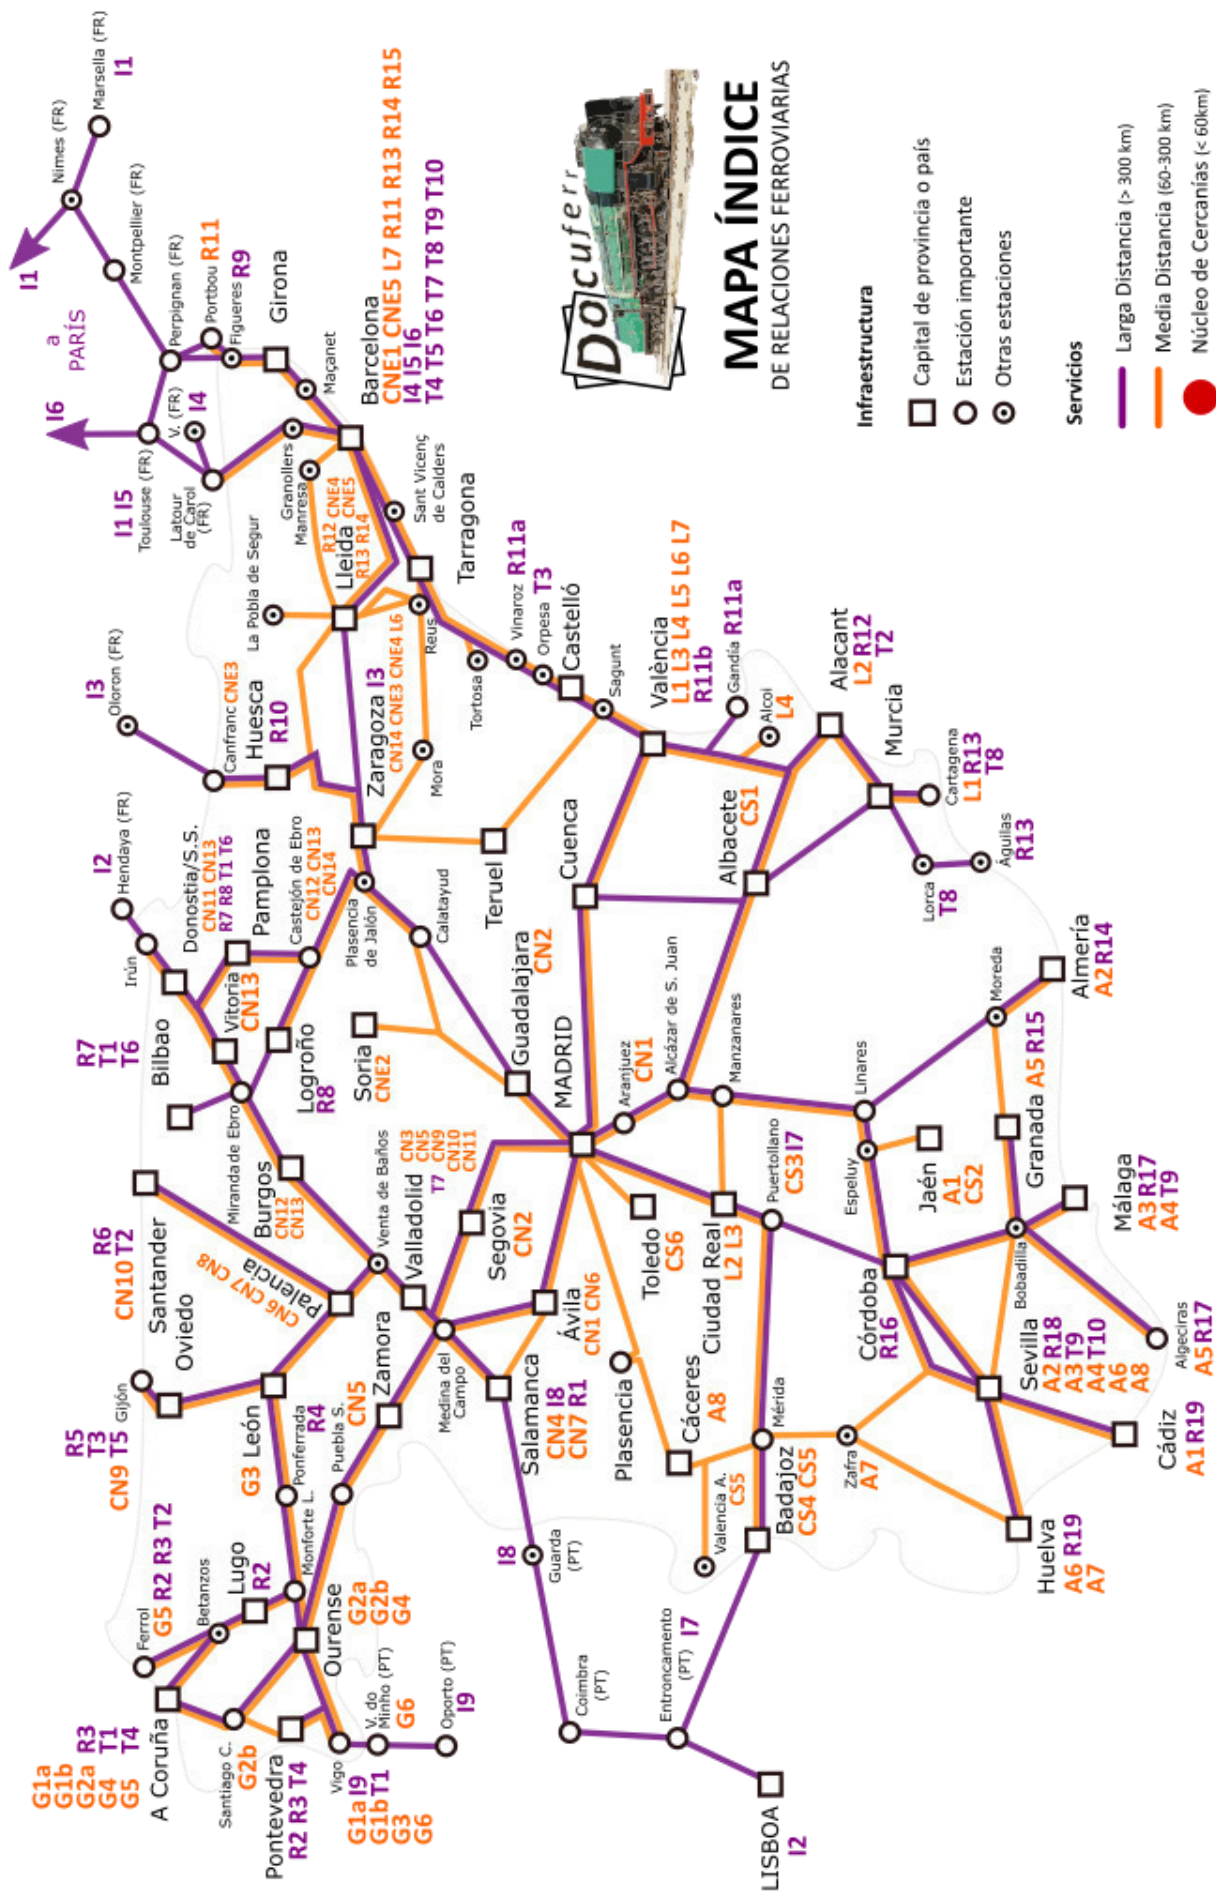 Marsella (FR)
I1
Nimes (FR)
I1
Montpellier (FR)
a
PARÍS
Perpignan (FR)
Portbou R11
Figueres R9
Girona
Maçanet
I6
V. (FR)
I4
I1 I5
Toulouse (FR)
Latour
de Carol
(FR)
Granollers
Manresa
Barcelona
CNE1 CNE5 L7 R11 R13 R14 R15
I4 I5 I6
T4 T5 T6 T7 T8 T9 T10
R12 CNE4
CNE5
Lleida
R13 R14
La Pobla de Segur
Sant Vicenç
de Calders
Tarragona
I3
Oloron (FR)
Canfranc CNE3
Huesca
R10
Zaragoza I3
CN14 CNE3 CNE4 L6
Reus
Mora
Tortosa
Vinaroz R11a
Orpesa T3
Castelló
Sagunt
València
L1 L3 L4 L5 L6 L7
R11b
Gandia R11a
Alcoi
L4
Alacant
L2 R12
T2
Murcia
Cartagena
L1 R13
T8
Lorca
T8
Águilas
R13
I2
Hendaya (FR)
Irún
Donostia/S.S.
CN11 CN13
R7 R8 T1 T6
Pamplona
Castejón de Ebro
CN12 CN13
CN14
Plasencia
de Jalón
Calatayud
Teruel
Cuenca
Albacete
CS1
Vitoria
CN13
R7
T1
T6
Bilbao
Logroño
R8
Soria
CNE2
Guadalajara
CN2
MADRID
Aranjuez
CN1
Alcázar de S. Juan
Manzanares
Linares
Moreda
Almería
A2 R14
Miranda de Ebro
Burgos
CN12
CN13
R6
CN10 T2
Santander
Palencia
CN6 CN7 CN8
Venta de Baños
Valladolid
T7
CN3
CN5
CN9
CN10
CN11
Segovia
CN2
Ávila
CN1 CN6
Toledo
CS6
Ciudad Real
L2 L3
Puertollano
CS3 I7
Espeluy
Jaén
A1
CS2
Granada A5 R15
Málaga
A3 R17
A4 T9
Bobadilla
Córdoba
R16
Algeciras
A5 R17
Sevilla
A2 R18
A3 T9
A4 T10
A6
A8
Cádiz
A1 R19
Huelva
A6 R19
A7
Oviedo
Gijón
R5
T3
CN9 T5
G3 León
Ponferrada
R4
Zamora
CN5
Puebla S.
Medina del
Campo
Salamanca
CN4 I8
CN7 R1
Plasencia
Cáceres
A8
Mérida
Zafra
A7
Valencia A.
CS5
Badajoz
CS4 CS5
Ferrol
G5 R2 R3 T2
Betanzos
Lugo
R2
Monforte L.
Ourense
G2a
G2b
G4
G1a
G1b
G2a R3
G4 T1
G5 T4
A Coruña
Santiago C.
G2b
Pontevedra
R2 R3 T4
Vigo
G1a I9
G1b T1
G3
G6
V. do
Minho (PT)
G6
Oporto (PT)
I9
I8
Guarda
(PT)
Coimbra
(PT)
Entroncamento
(PT) I7
LISBOA
I2
Docuferr
MAPA ÍNDICE
DE RELACIONES FERROVIARIAS
Infraestructura
Capital de provincia o país
Estación importante
Otras estaciones
Servicios
Larga Distancia (> 300 km)
Media Distancia (60-300 km)
Núcleo de Cercanías (< 60km)